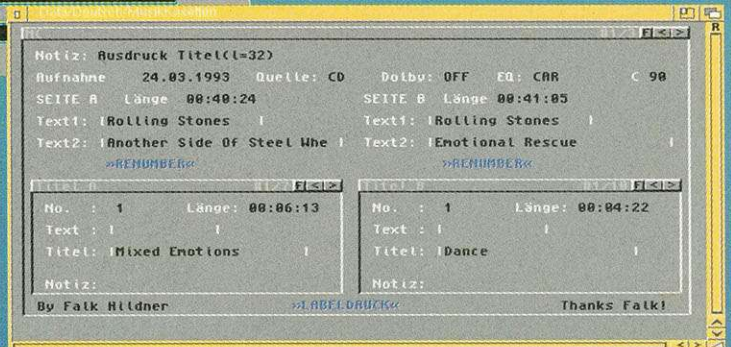 MC
F < >
R
Notiz: Ausdruck Titel(l=32)
Aufnahme 24.03.1993 Quelle: CD Dolby: OFF EQ: CAR C 90
SEITE A Länge 00:40:24 SEITE B Länge 00:41:05
Text1: Rolling Stones Text1: Rolling Stones
Text2: Another Side Of Steel Whe Text2: Emotional Rescue
»RENUMBER« »RENUMBER«
Titel A F < > Titel B F < >
No. : 1 Länge: 00:06:13 No. : 1 Länge: 00:04:22
Text : Text :
Titel: Mixed Emotions Titel: Dance
Notiz: Notiz:
By Falk Hildner »LABELDRUCK« Thanks Falk!